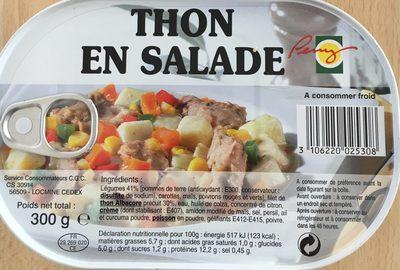 THON
EN SALADE
Peny
A consommer froid
3 106220 025308
Service Consommateurs C.G.C.
CS 30914
56509 - LOCMINE CEDEX
Poids net total :
300 g e
FR
29.269.020
CE
Ingrédients :
Légumes 41% [pommes de terre (antioxydant : E300, conservateur :
disulfite de sodium), carottes, maïs, poivrons rouges et verts], filet de
thon Albacore précuit 30%, eau, huile de colza, concentré de citron,
crème (dont stabilisant : E407), amidon modifié de maïs, sel, persil, ail
et curcuma poudre, poisson en poudre, gélifiants E412-E415, poivre.
Déclaration nutritionnelle pour 100g : énergie 517 kJ (123 kcal) ;
matières grasses 5,7 g ; dont acides gras saturés 1,0 g ; glucides
5,0 g ; dont sucres 1,2 g ; protéines 12,2 g ; sel 0,45 g.
A consommer de préférence avant la
date figurant sur la boîte.
Avant ouverture : à conserver dans
un endroit sec et tempéré.
Après ouverture : à conserver au
réfrigérateur et à consommer
dans les 48 heures.